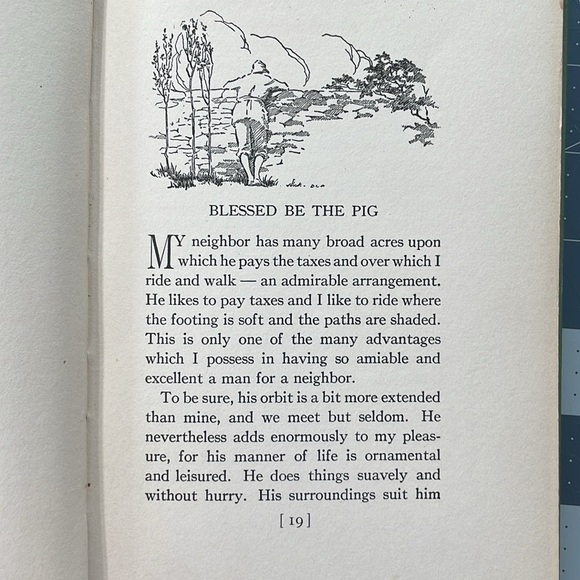 BLESSED BE THE PIG
MY neighbor has many broad acres upon
which he pays the taxes and over which I
ride and walk — an admirable arrangement.
He likes to pay taxes and I like to ride where
the footing is soft and the paths are shaded.
This is only one of the many advantages
which I possess in having so amiable and
excellent a man for a neighbor.
To be sure, his orbit is a bit more extended
than mine, and we meet but seldom. He
nevertheless adds enormously to my pleas-
ure, for his manner of life is ornamental
and leisured. He does things suavely and
without hurry. His surroundings suit him
[ 19 ]